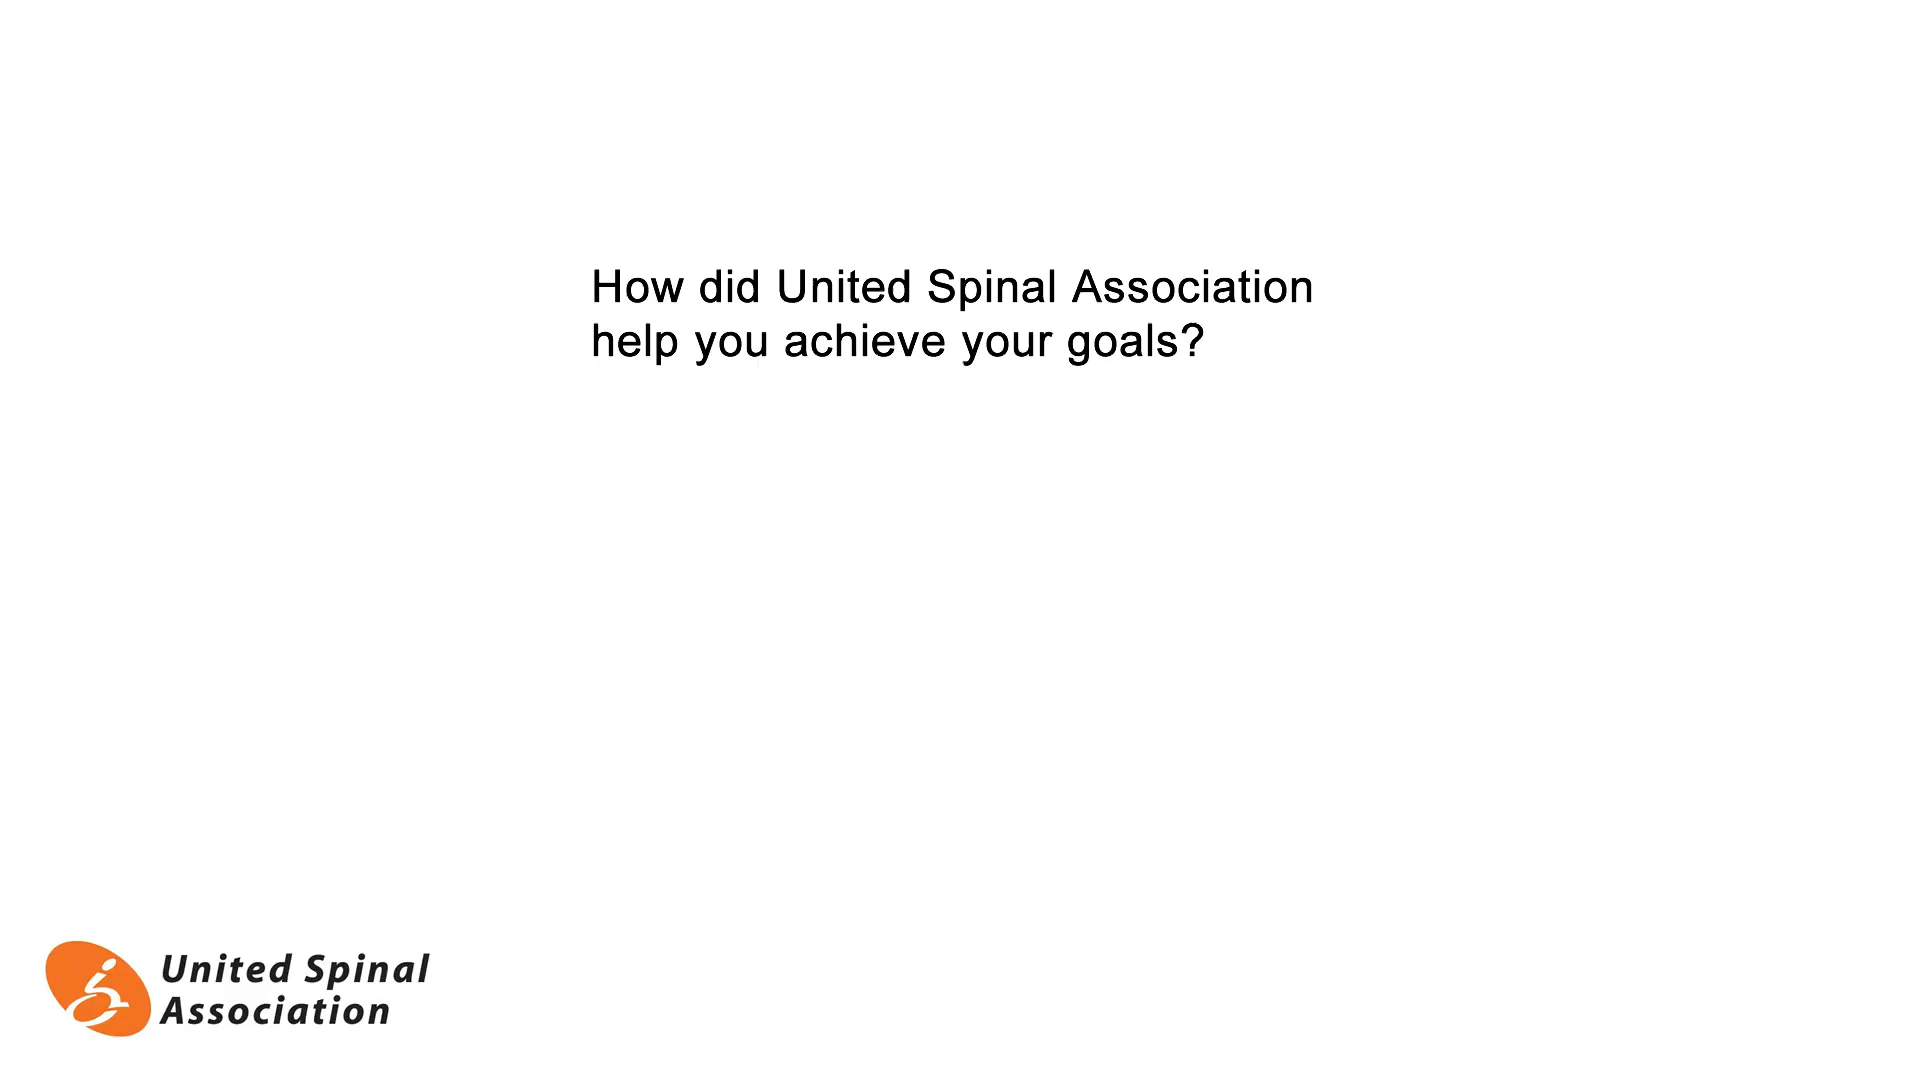 How did United Spinal Association
help you achieve your goals?
United Spinal
Association